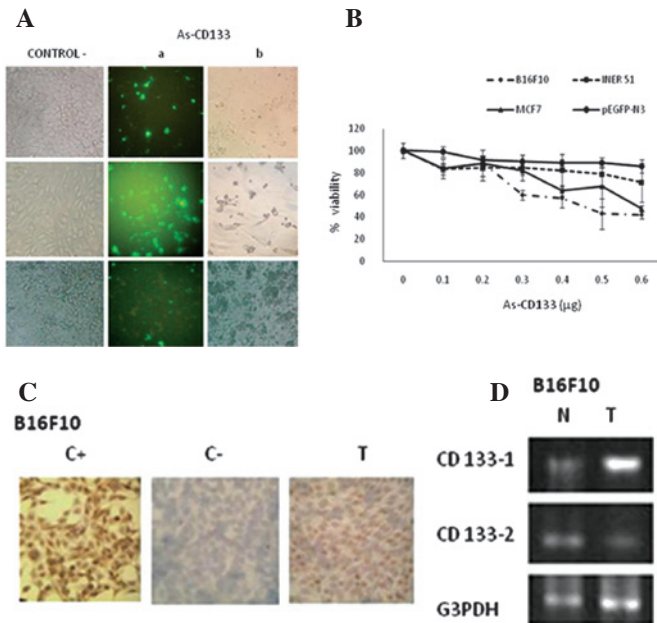 A
As-CD133
CONTROL - a b
B
B16F10 INER 51
MCF7 pEGFP-N3
120
100
80
60
40
20
0
% viability
0 0.1 0.2 0.3 0.4 0.5 0.6
As-CD133 (µg)
C
B16F10
C+ C- T
D
B16F10
N T
CD 133-1
CD 133-2
G3PDH